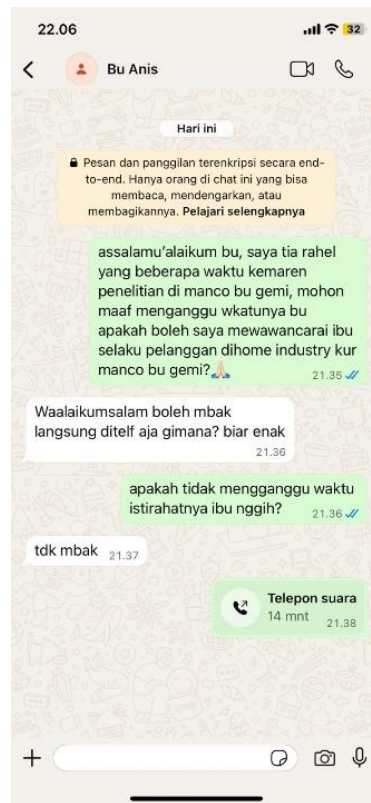 22.06
32
Bu Anis
Hari ini
Pesan dan panggilan terenkripsi secara end-
to-end. Hanya orang di chat ini yang bisa
membaca, mendengarkan, atau
membagikannya. Pelajari selengkapnya
assalamu'alaikum bu, saya tia rahel
yang beberapa waktu kemaren
penelitian di manco bu gemi, mohon
maaf menganggu wkatunya bu
apakah boleh saya mewawancarai ibu
selaku pelanggan dihome industry kur
manco bu gemi?🙏🏻
21.35
Waalaikumsalam boleh mbak
langsung ditelf aja gimana? biar enak
21.36
apakah tidak mengganggu waktu
istirahatnya ibu nggih?
21.36
tdk mbak 21.37
Telepon suara
14 mnt
21.38